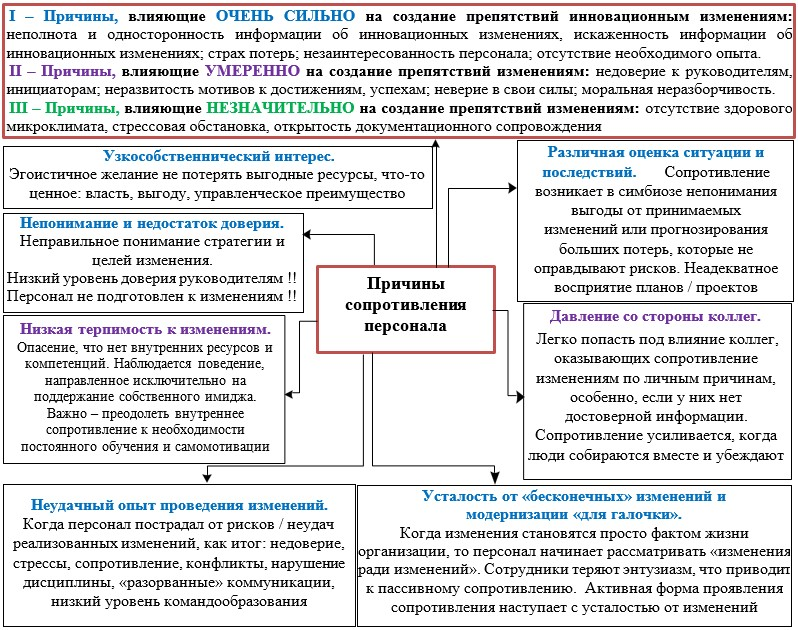 I – Причины, влияющие ОЧЕНЬ СИЛЬНО на создание препятствий инновационным изменениям:
неполнота и односторонность информации об инновационных изменениях, искаженность информации об
инновационных изменениях; страх потерь; незаинтересованность персонала; отсутствие необходимого опыта.
II – Причины, влияющие УМЕРЕННО на создание препятствий изменениям: недоверие к руководителям,
инициаторам; неразвитость мотивов к достижениям, успехам; неверие в свои силы; моральная неразборчивость.
III – Причины, влияющие НЕЗНАЧИТЕЛЬНО на создание препятствий изменениям: отсутствие здорового
микроклимата, стрессовая обстановка, открытость документационного сопровождения
Узкособственнический интерес.
Эгоистичное желание не потерять выгодные ресурсы, что-то
ценное: власть, выгоду, управленческое преимущество
Различная оценка ситуации и
последствий. Сопротивление
возникает в симбиозе непонимания
выгоды от принимаемых
изменений или прогнозирования
больших потерь, которые не
оправдывают рисков. Неадекватное
восприятие планов / проектов
Непонимание и недостаток доверия.
Неправильное понимание стратегии и
целей изменения.
Низкий уровень доверия руководителям !!
Персонал не подготовлен к изменениям !!
Причины
сопротивления
персонала
Низкая терпимость к изменениям.
Опасение, что нет внутренних ресурсов и
компетенций. Наблюдается поведение,
направленное исключительно на
поддержание собственного имиджа.
Важно – преодолеть внутреннее
сопротивление к необходимости
постоянного обучения и самомотивации
Давление со стороны коллег.
Легко попасть под влияние коллег,
оказывающих сопротивление
изменениям по личным причинам,
особенно, если у них нет
достоверной информации.
Сопротивление усиливается, когда
люди собираются вместе и убеждают
Неудачный опыт проведения изменений.
Когда персонал пострадал от рисков / неудач
реализованных изменений, как итог: недоверие,
стрессы, сопротивление, конфликты, нарушение
дисциплины, «разорванные» коммуникации,
низкий уровень командообразования
Усталость от «бесконечных» изменений и
модернизации «для галочки».
Когда изменения становятся просто фактом жизни
организации, то персонал начинает рассматривать «изменения
ради изменений». Сотрудники теряют энтузиазм, что приводит
к пассивному сопротивлению. Активная форма проявления
сопротивления наступает с усталостью от изменений